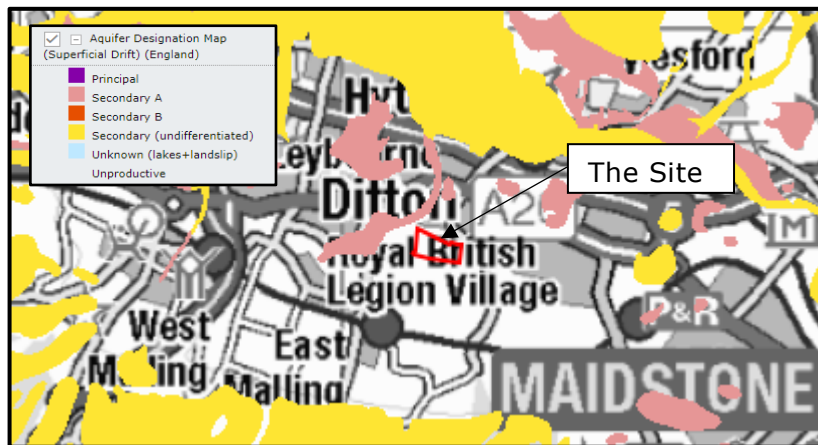 Aquifer Designation Map
(Superficial Drift) (England)
Principal
Secondary A
Secondary B
Secondary (undifferentiated)
Unknown (lakes+landslip)
Unproductive
The Site
Ditton
A20
Royal British
Legion Village
West
Malling
East
Malling
M
5
P&R
MAIDSTONE